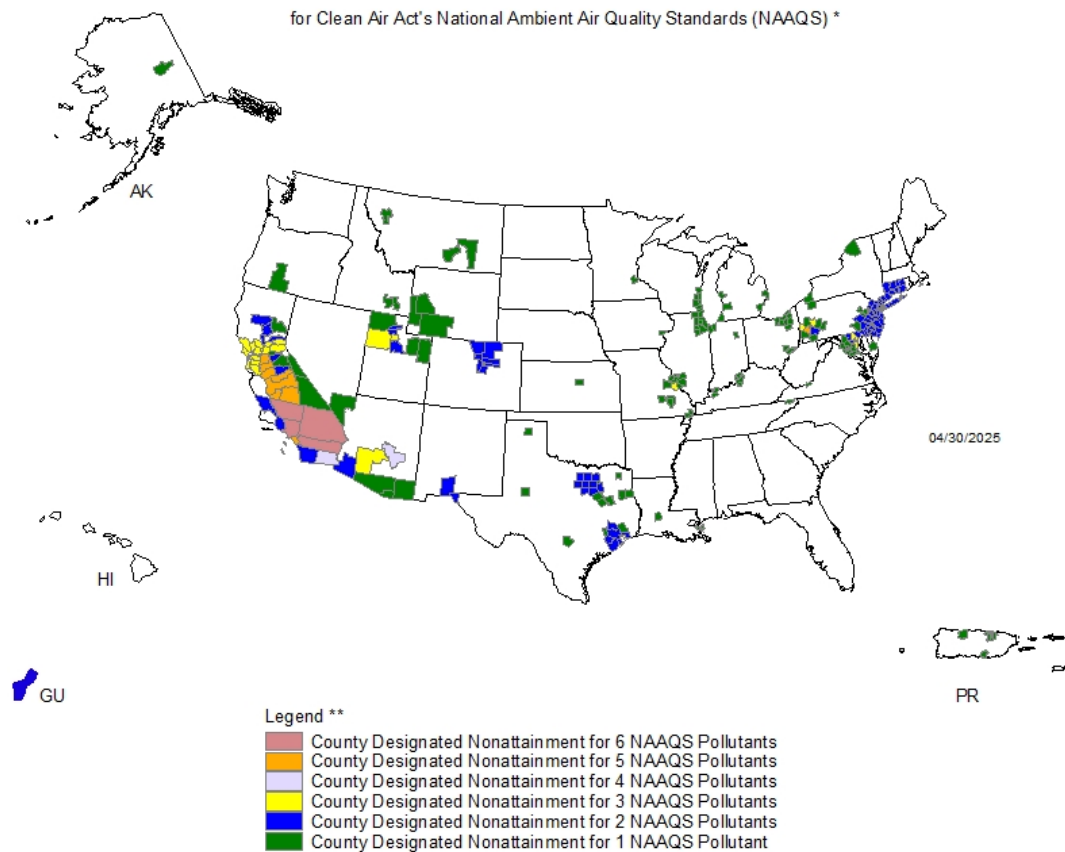 for Clean Air Act's National Ambient Air Quality Standards (NAAQS) *
AK
04/30/2025
HI
GU
PR
Legend **
County Designated Nonattainment for 6 NAAQS Pollutants
County Designated Nonattainment for 5 NAAQS Pollutants
County Designated Nonattainment for 4 NAAQS Pollutants
County Designated Nonattainment for 3 NAAQS Pollutants
County Designated Nonattainment for 2 NAAQS Pollutants
County Designated Nonattainment for 1 NAAQS Pollutant